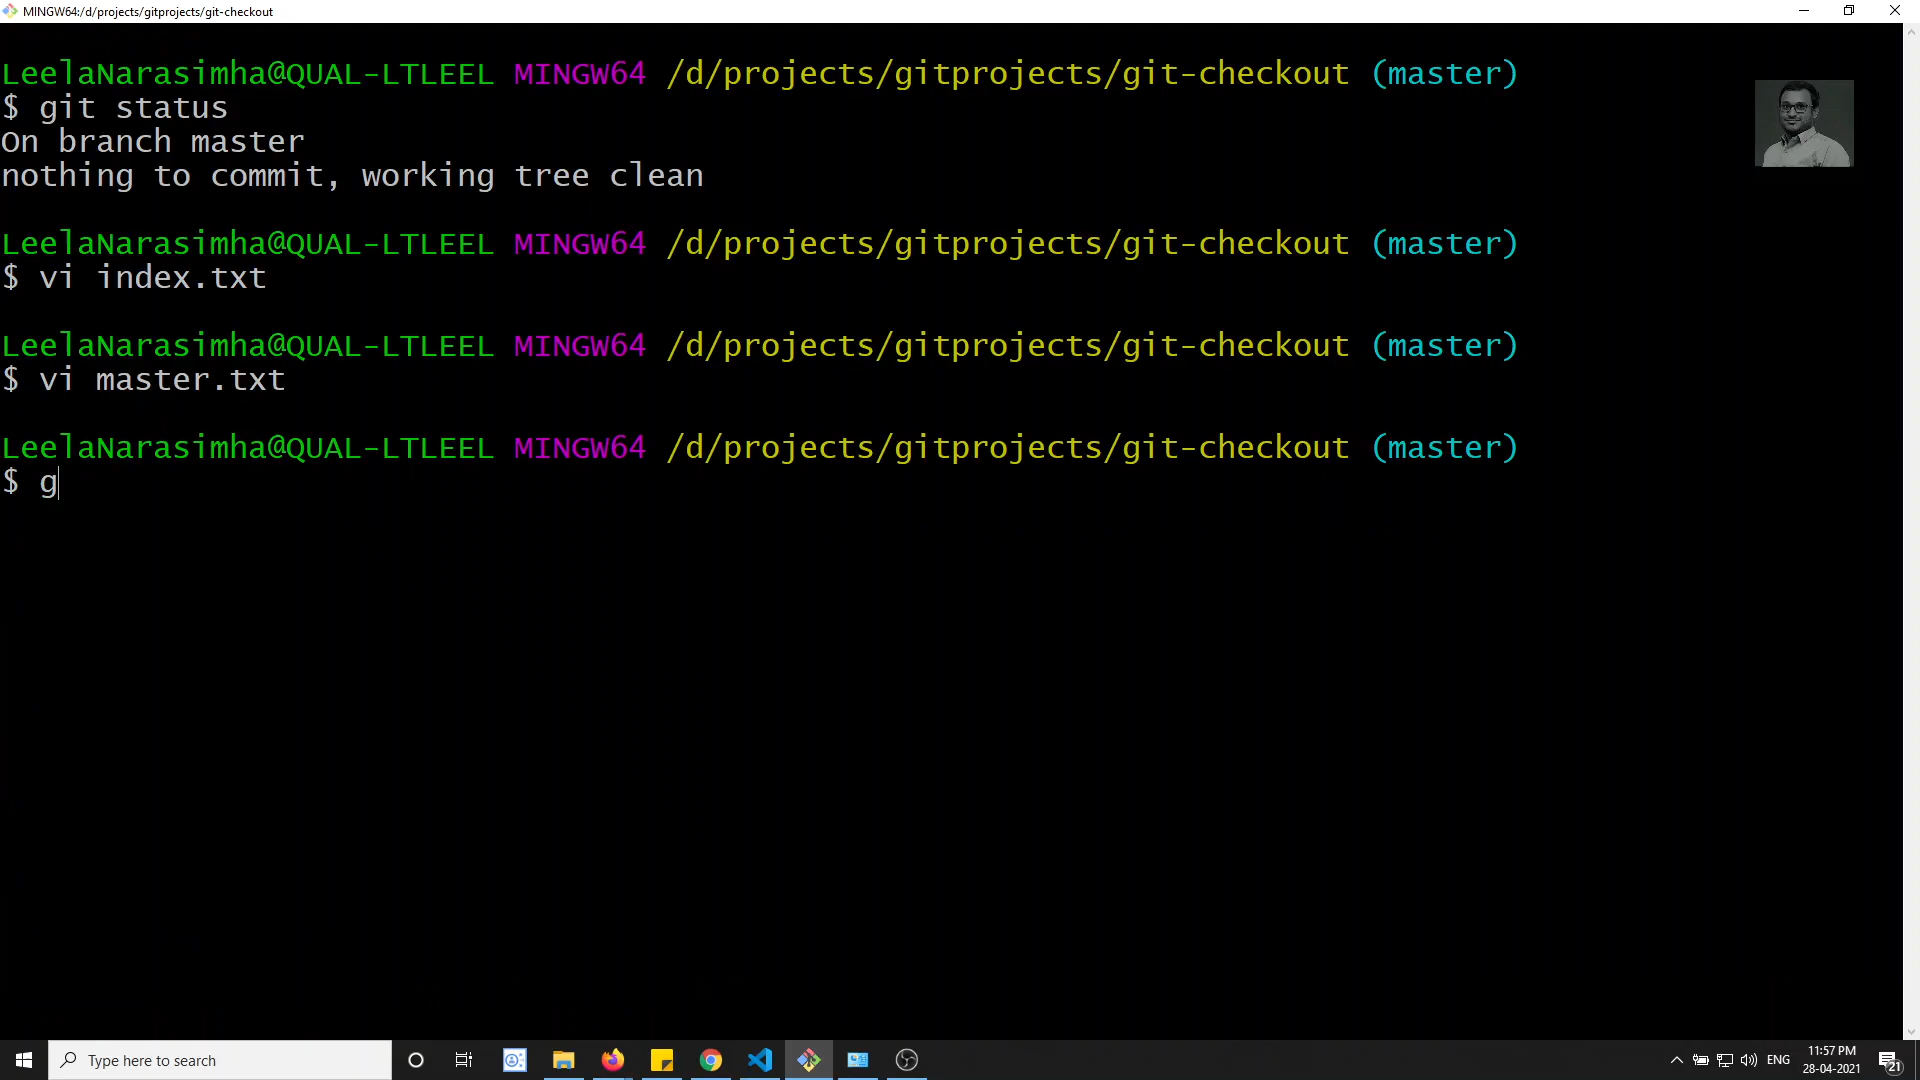 MINGW64:/d/projects/gitprojects/git-checkout
LeelaNarasimha@QUAL-LTLEEL MINGW64 /d/projects/gitprojects/git-checkout (master)
$ git status
On branch master
nothing to commit, working tree clean
LeelaNarasimha@QUAL-LTLEEL MINGW64 /d/projects/gitprojects/git-checkout (master)
$ vi index.txt
LeelaNarasimha@QUAL-LTLEEL MINGW64 /d/projects/gitprojects/git-checkout (master)
$ vi master.txt
LeelaNarasimha@QUAL-LTLEEL MINGW64 /d/projects/gitprojects/git-checkout (master)
$ g
Type here to search
ENG
11:57 PM
28-04-2021
21